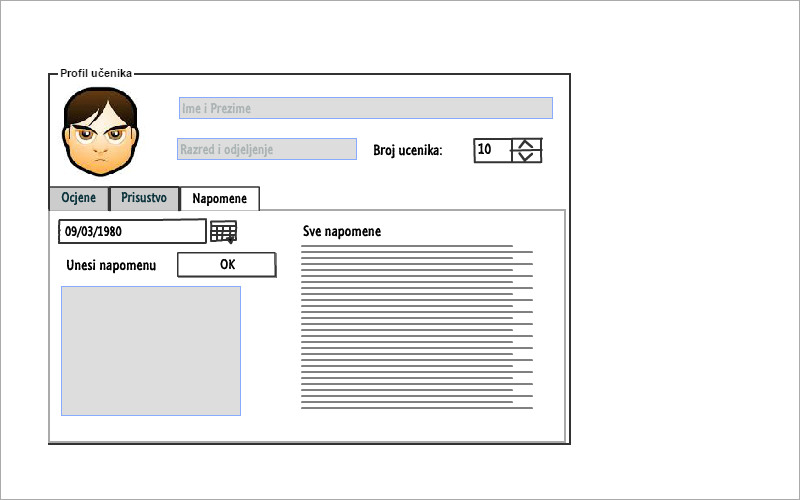 Profil učenika
Ime i Prezime
Razred i odjeljenje
Broj ucenika:
10
Ocjene
Prisustvo
Napomene
09/03/1980
Sve napomene
Unesi napomenu
OK